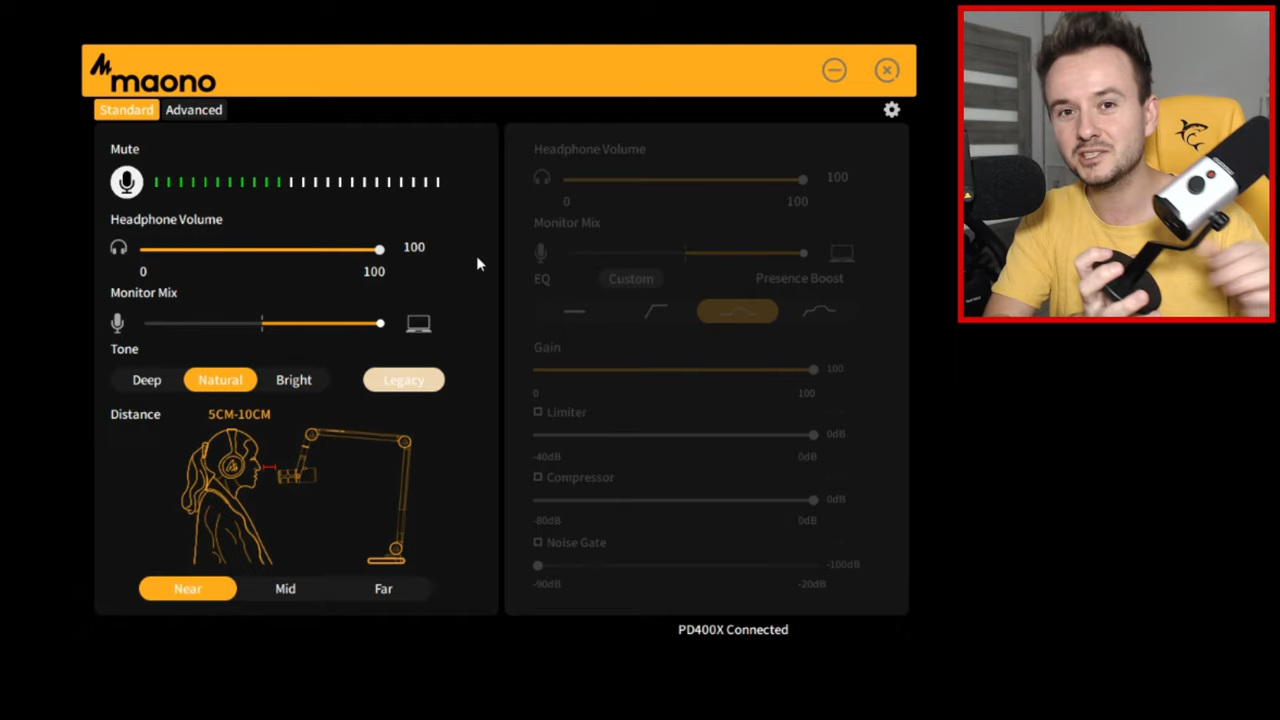 maono
Standard Advanced
Mute
Headphone Volume
100
0 100
Monitor Mix
Tone
Deep Natural Bright Legacy
Distance 5CM-10CM
Near Mid Far
Headphone Volume
100
0 100
Monitor Mix
EQ Custom Presence Boost
Gain
100
0 100
Limiter
0dB
-40dB 0dB
Compressor
0dB
-80dB 0dB
Noise Gate
-100dB
-90dB -20dB
PD400X Connected